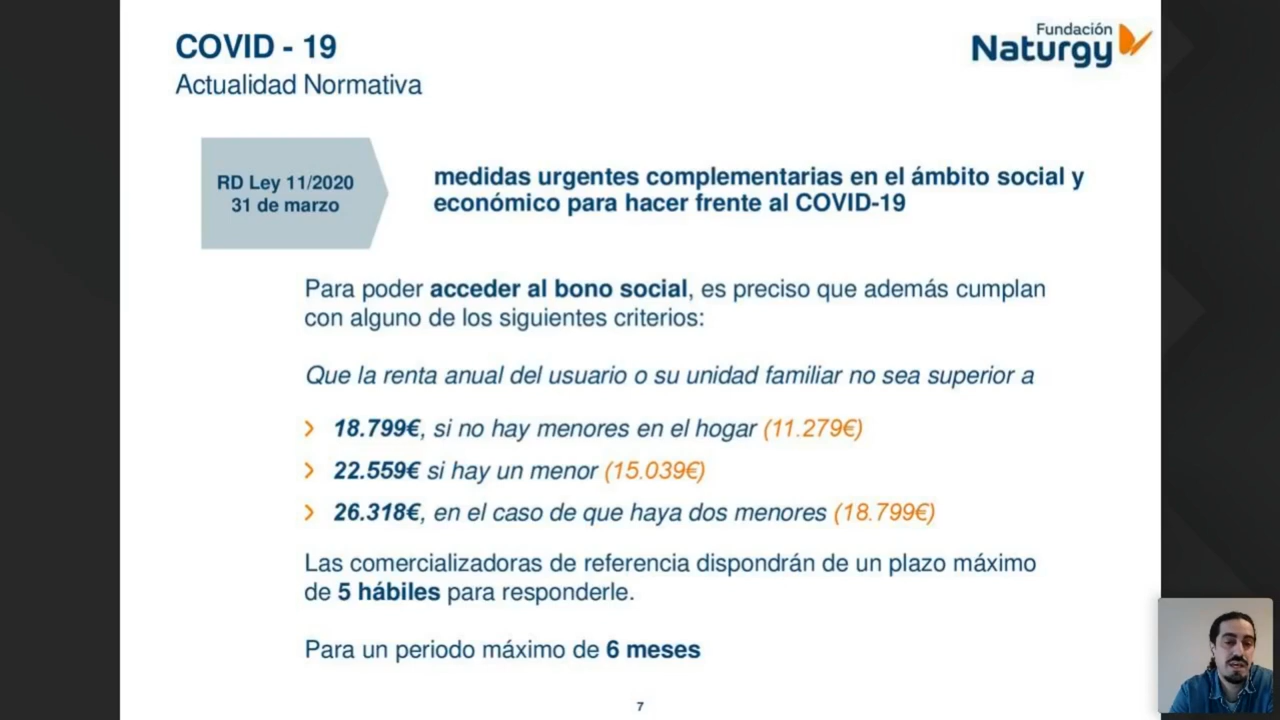 COVID - 19
Actualidad Normativa
Fundación
Naturgy
RD Ley 11/2020
31 de marzo
medidas urgentes complementarias en el ámbito social y
económico para hacer frente al COVID-19
Para poder acceder al bono social, es preciso que además cumplan
con alguno de los siguientes criterios:
Que la renta anual del usuario o su unidad familiar no sea superior a
18.799€, si no hay menores en el hogar (11.279€)
22.559€ si hay un menor (15.039€)
26.318€, en el caso de que haya dos menores (18.799€)
Las comercializadoras de referencia dispondrán de un plazo máximo
de 5 hábiles para responderle.
Para un periodo máximo de 6 meses
7